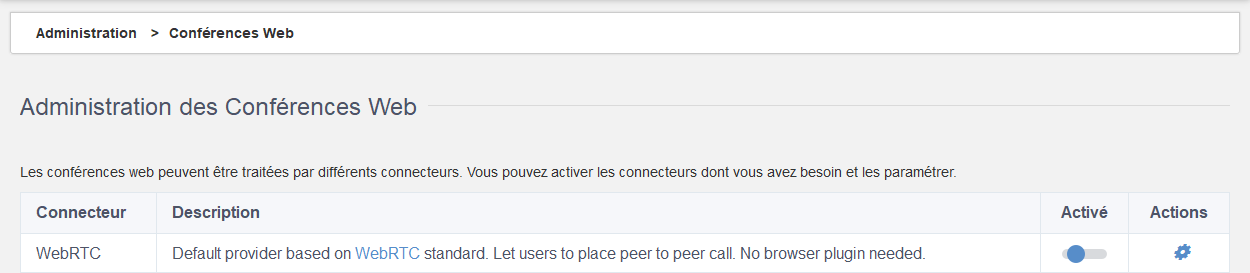 Administration > Conférences Web
Administration des Conférences Web
Les conférences web peuvent être traitées par différents connecteurs. Vous pouvez activer les connecteurs dont vous avez besoin et les paramétrer.
Connecteur Description Activé Actions
WebRTC Default provider based on WebRTC standard. Let users to place peer to peer call. No browser plugin needed.